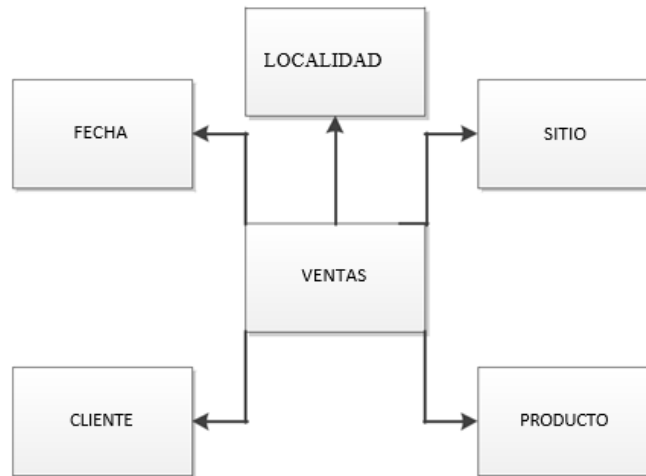 LOCALIDAD
FECHA
SITIO
VENTAS
CLIENTE
PRODUCTO